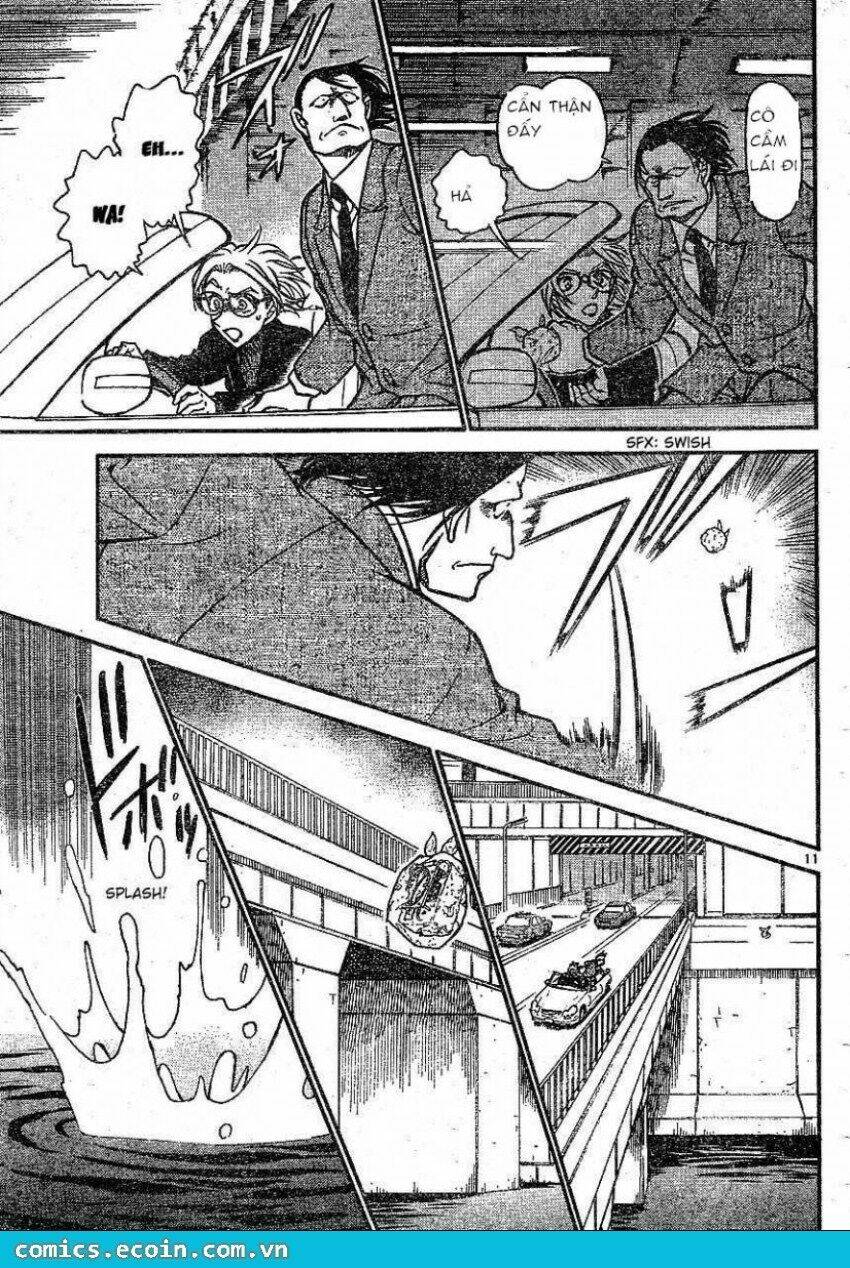 CÔ
CẦM
LÁI ĐI
CẨN THẬN
ĐẤY
HẢ
EH...
WA!
SFX: SWISH
11
SPLASH!
comics.ecoin.com.vn